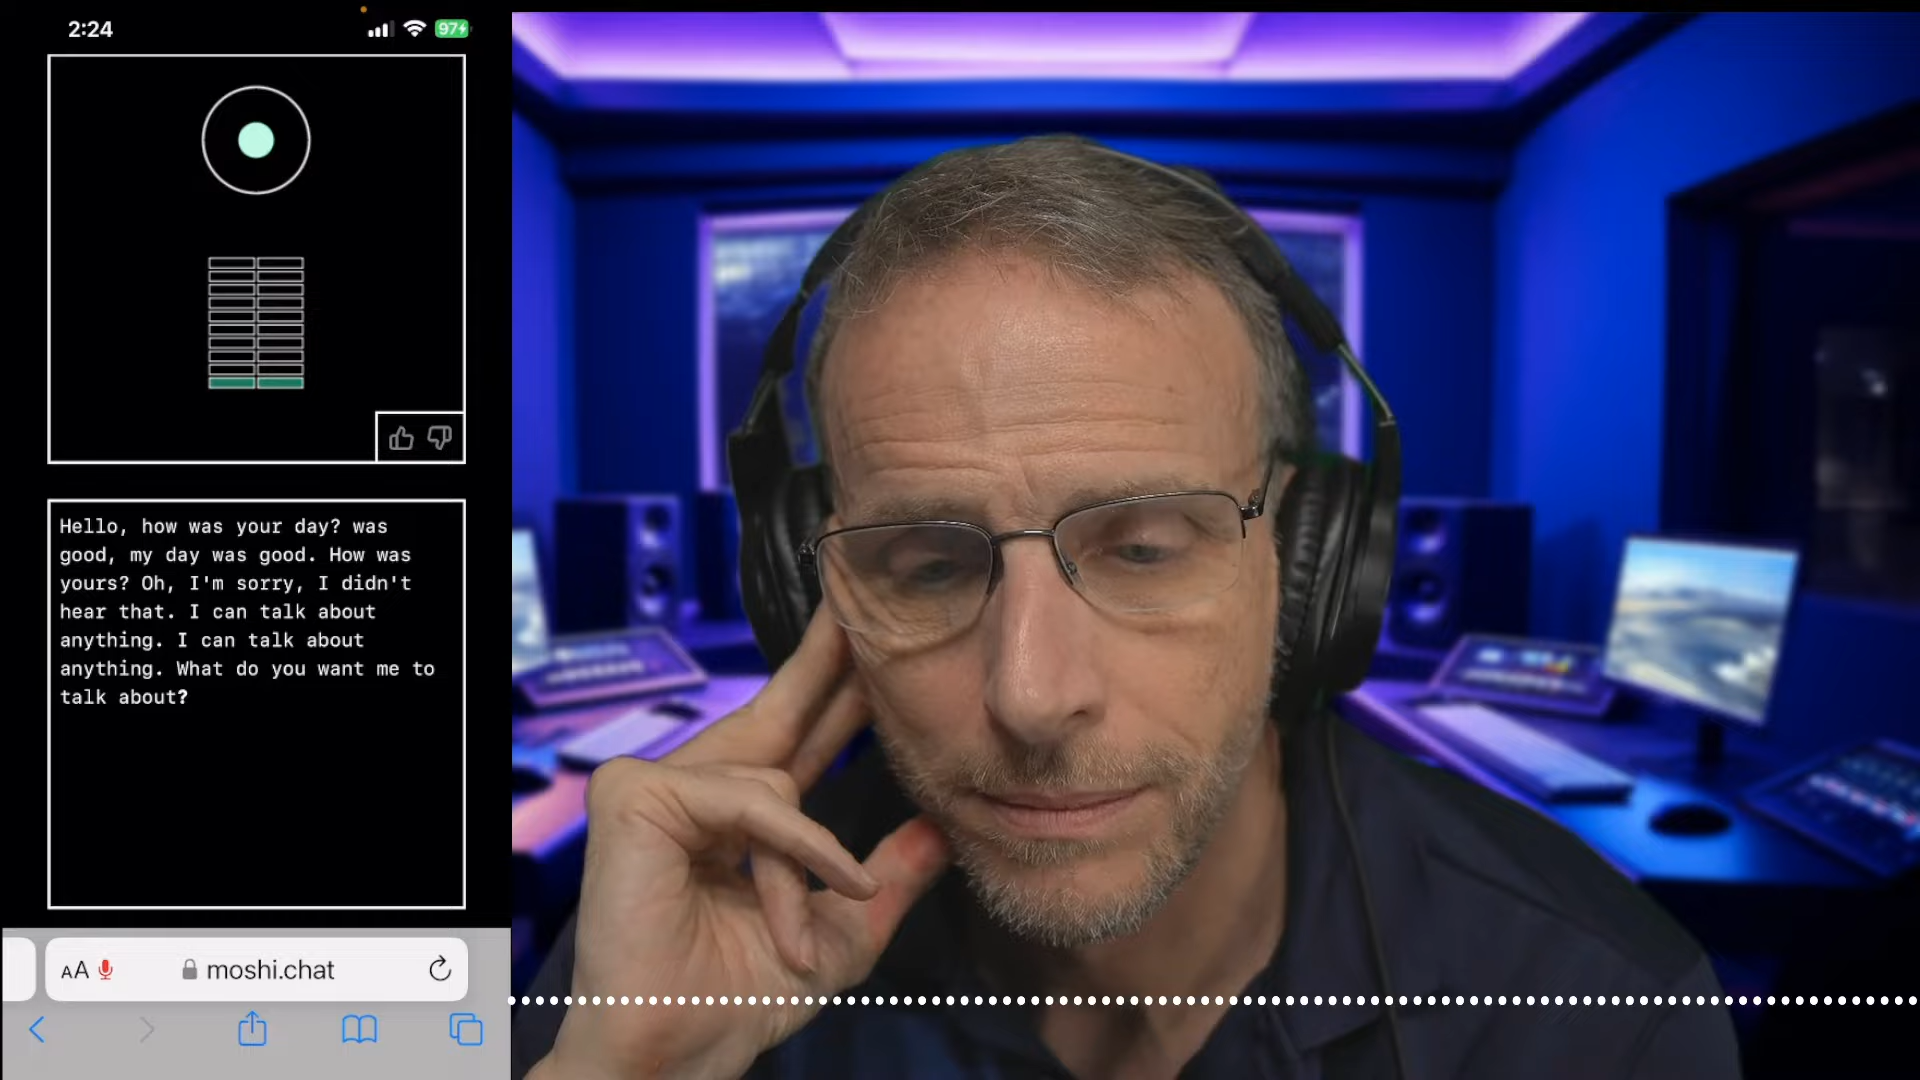 2:24
97
Hello, how was your day? was
good, my day was good. How was
yours? Oh, I'm sorry, I didn't
hear that. I can talk about
anything. I can talk about
anything. What do you want me to
talk about?
AA
moshi.chat